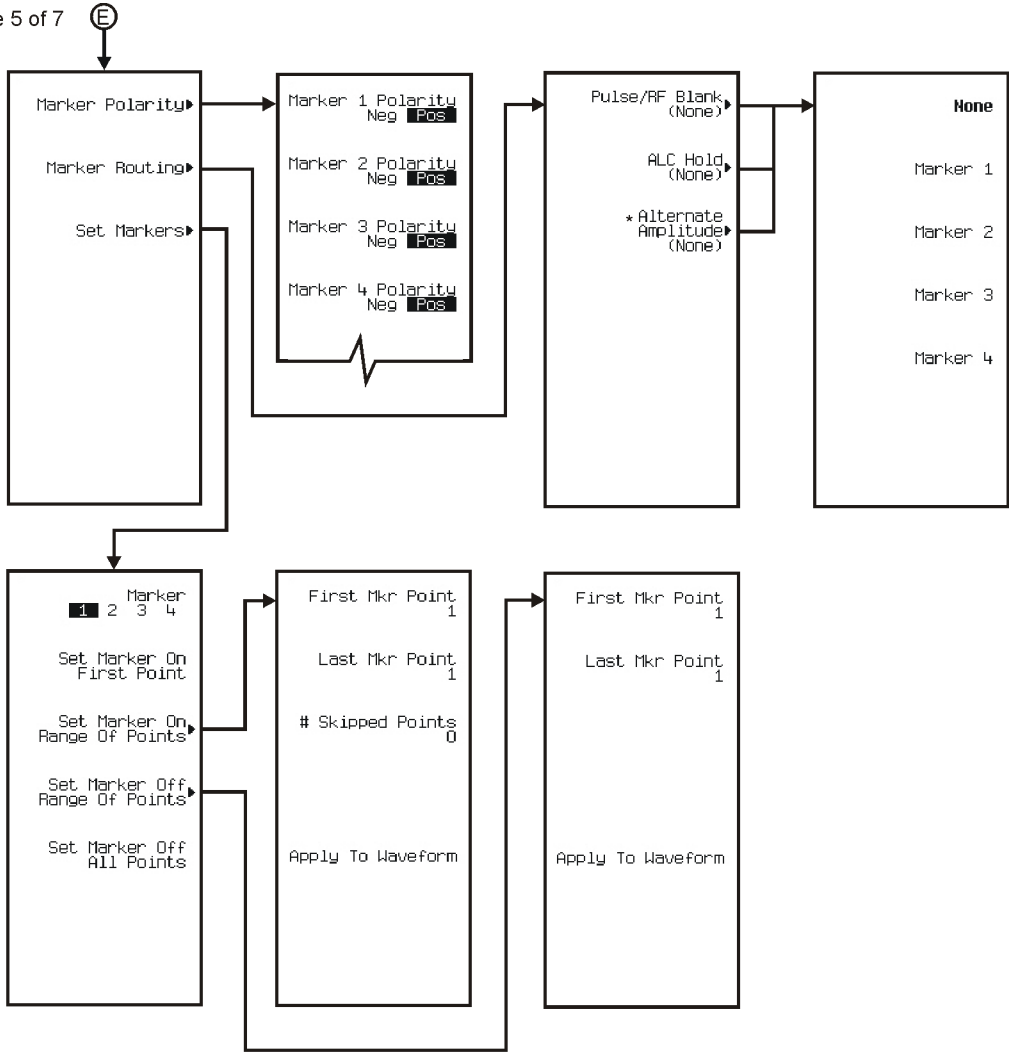 e 5 of 7
E
Marker Polarity
Marker Routing
Set Markers
Marker 1 Polarity
Neg Pos
Marker 2 Polarity
Neg Pos
Marker 3 Polarity
Neg Pos
Marker 4 Polarity
Neg Pos
Pulse/RF Blank
(None)
ALC Hold
(None)
*Alternate
Amplitude
(None)
None
Marker 1
Marker 2
Marker 3
Marker 4
Marker
1 2 3 4
Set Marker On
First Point
Set Marker On
Range Of Points
Set Marker Off
Range Of Points
Set Marker Off
All Points
First Mkr Point
1
Last Mkr Point
1
# Skipped Points
0
Apply To Waveform
First Mkr Point
1
Last Mkr Point
1
Apply To Waveform